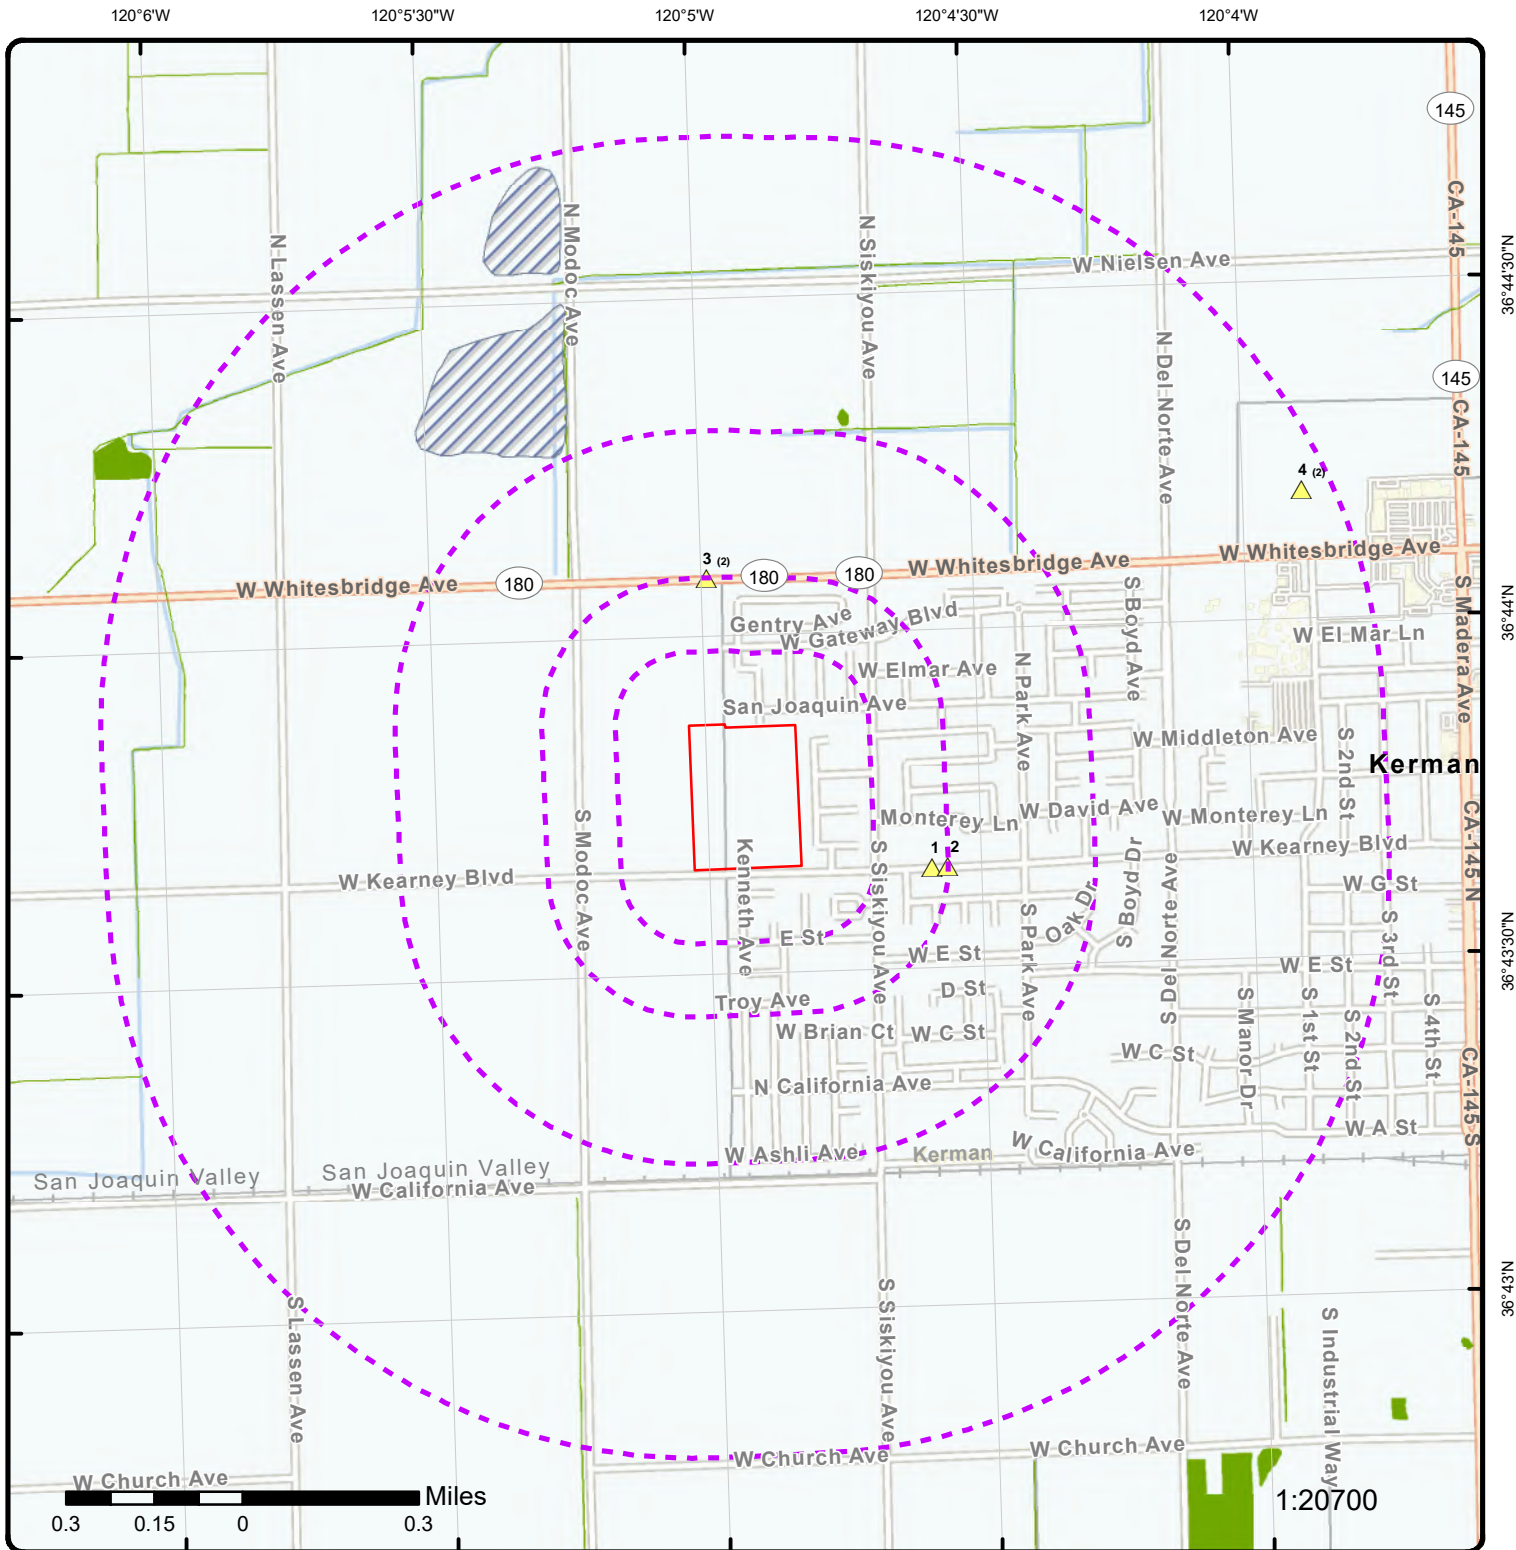 120°6'W
120°5'30"W
120°5'W
120°4'30"W
120°4'W
145
CA-145
36°44'30"N
N Lassen Ave
N Modoc Ave
N Siskiyou Ave
W Nielsen Ave
N Del Norte Ave
145
CA-145
4 (2)
W Whitesbridge Ave
W Whitesbridge Ave
W Whitesbridge Ave
180
3 (2)
180
180
36°44'N
Gentry Ave
W Gateway Blvd
S Boyd Ave
W El Mar Ln
S Madera Ave
W Elmar Ave
N Park Ave
San Joaquin Ave
W Middleton Ave
S 2nd St
Kerman
Monterey Ln
W David Ave
W Monterey Ln
CA-145 N
1
2
W Kearney Blvd
W Kearney Blvd
S Modoc Ave
Kenneth Ave
S Siskiyou Ave
S Boyd Dr
S Del Norte Ave
W G St
Oak Dr
S Park Ave
S 3rd St
E St
W E St
W E St
36°43'30"N
Troy Ave
D St
S Manor Dr
S 1st St
S 2nd St
S 4th St
W Brian Ct
W C St
W C St
N California Ave
CA-145 S
W A St
W Ashli Ave
Kerman
W California Ave
San Joaquin Valley
San Joaquin Valley
W California Ave
S Lassen Ave
S Siskiyou Ave
S Del Norte Ave
36°43'N
S Industrial Way
W Church Ave
W Church Ave
W Church Ave
Miles
1:20700
0.3
0.15
0
0.3